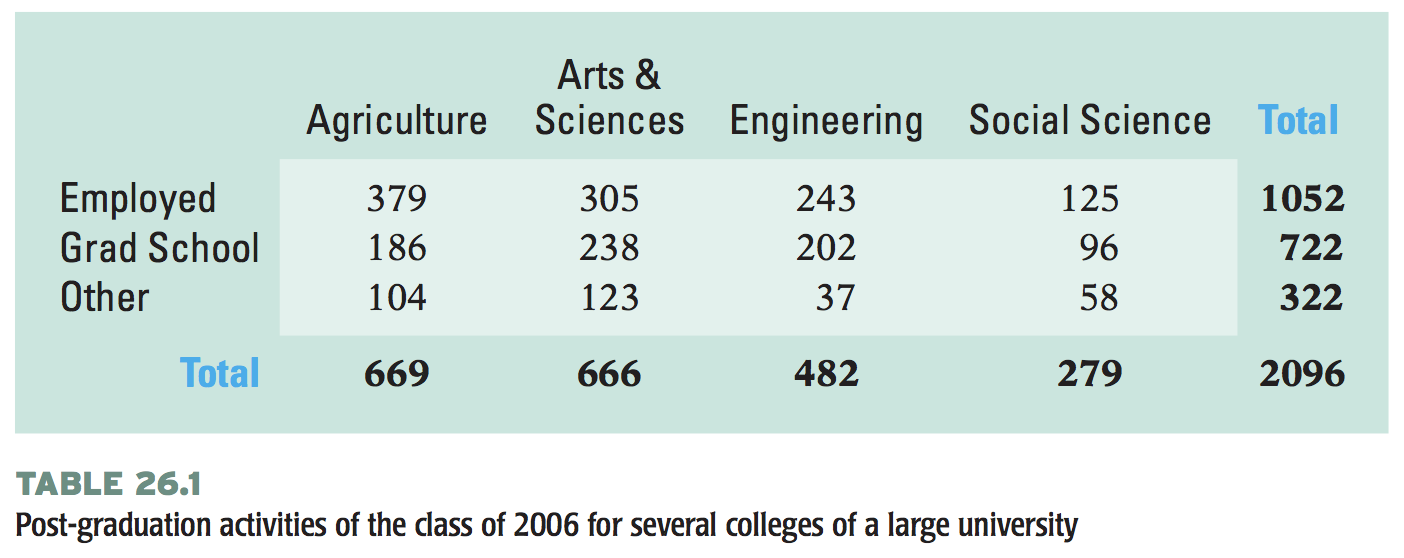 Arts &
Agriculture Sciences Engineering Social Science Total
Employed 379 305 243 125 1052
Grad School 186 238 202 96 722
Other 104 123 37 58 322
Total 669 666 482 279 2096
TABLE 26.1
Post-graduation activities of the class of 2006 for several colleges of a large university